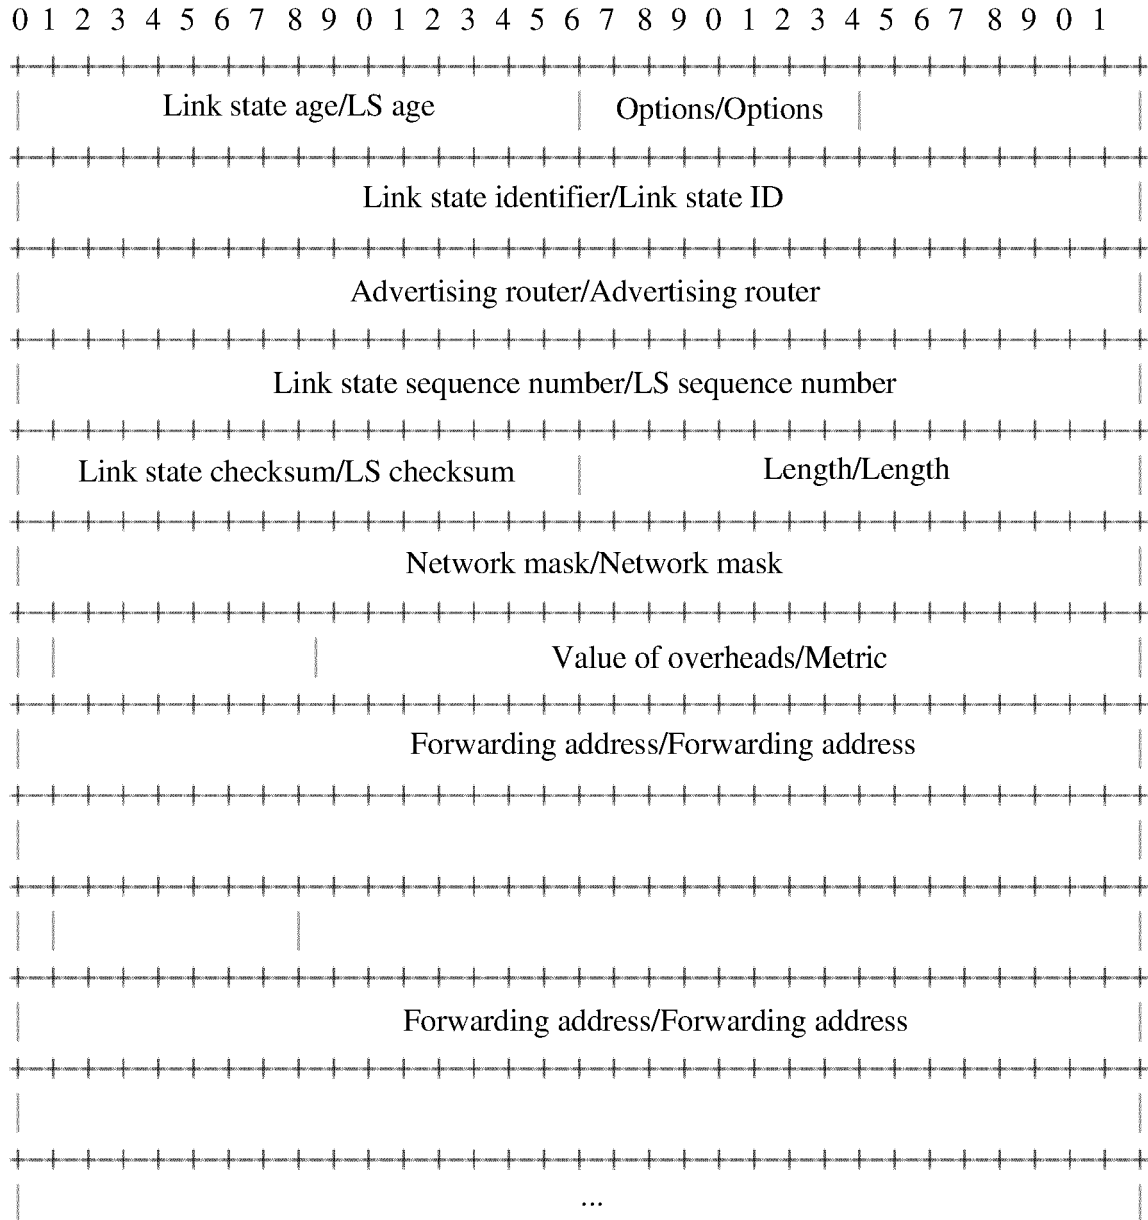 0 1 2 3 4 5 6 7 8 9 0 1 2 3 4 5 6 7 8 9 0 1 2 3 4 5 6 7 8 9 0 1
Link state age/LS age Options/Options
Link state identifier/Link state ID
Advertising router/Advertising router
Link state sequence number/LS sequence number
Link state checksum/LS checksum Length/Length
Network mask/Network mask
Value of overheads/Metric
Forwarding address/Forwarding address
Forwarding address/Forwarding address
...